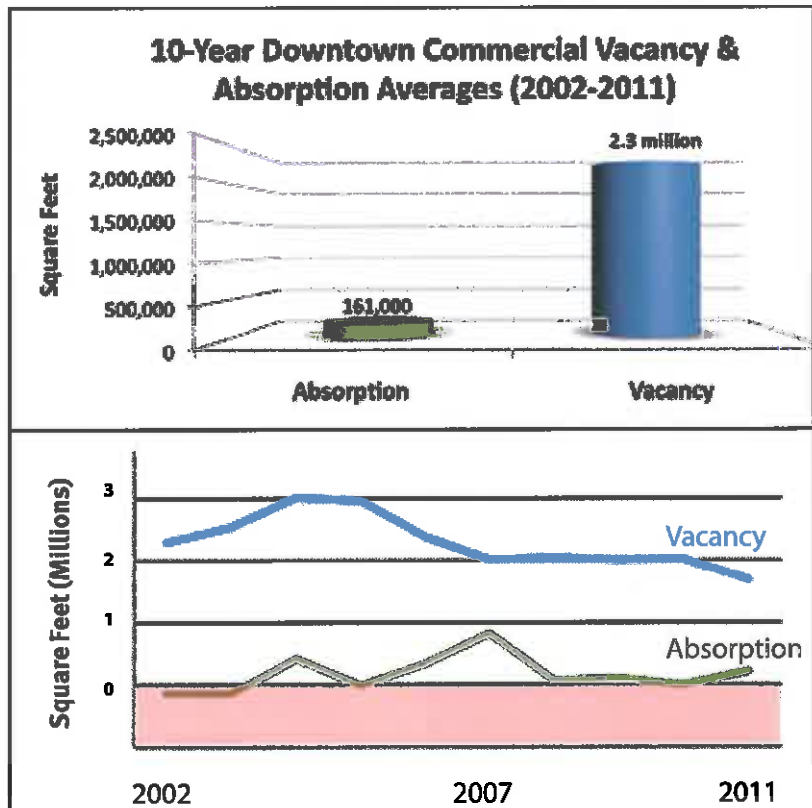 10-Year Downtown Commercial Vacancy &
Absorption Averages (2002-2011)
2,500,000
2,000,000
1,500,000
1,000,000
500,000
0
Square Feet
161,000
2.3 million
Absorption
Vacancy
3
2
1
0
Square Feet (Millions)
Vacancy
Absorption
2002
2007
2011